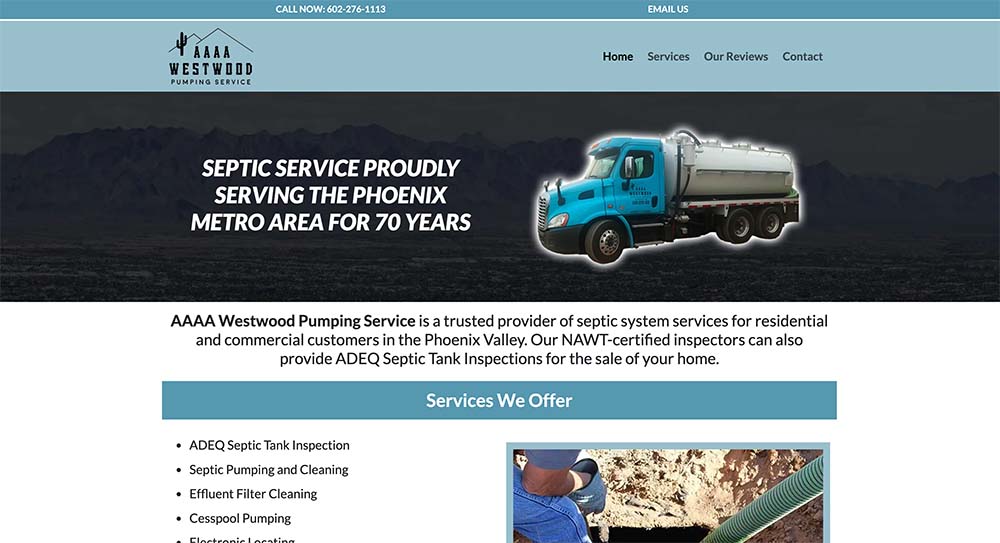 CALL NOW: 602-276-1113
EMAIL US
AAAA
WESTWOOD
PUMPING SERVICE
Home Services Our Reviews Contact
SEPTIC SERVICE PROUDLY
SERVING THE PHOENIX
METRO AREA FOR 70 YEARS
AAAA
WESTWOOD
AAAA Westwood Pumping Service is a trusted provider of septic system services for residential
and commercial customers in the Phoenix Valley. Our NAWT-certified inspectors can also
provide ADEQ Septic Tank Inspections for the sale of your home.
Services We Offer
• ADEQ Septic Tank Inspection
• Septic Pumping and Cleaning
• Effluent Filter Cleaning
• Cesspool Pumping
• Electronic Locating